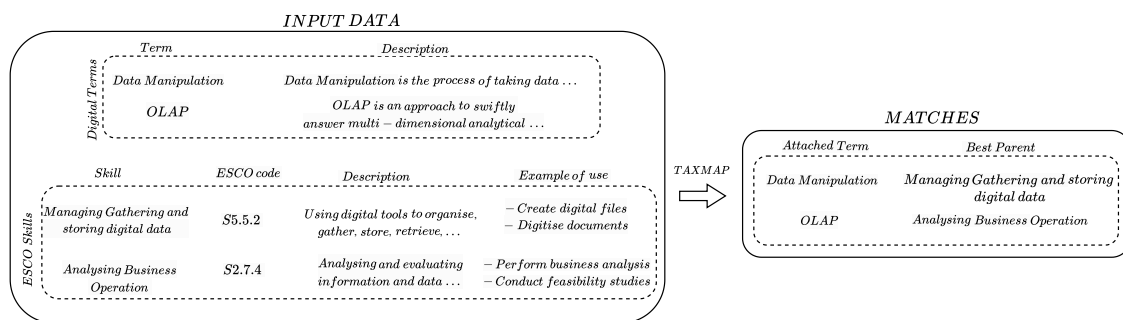 INPUT DATA
Term Description
Digital Terms
Data Manipulation Data Manipulation is the process of taking data ...
OLAP OLAP is an approach to swiftly
answer multi – dimensional analytical ...
Skill ESCO code Description Example of use
ESCO Skills
Managing Gathering and
storing digital data
S5.5.2
Using digital tools to organise,
gather, store, retrieve, ...
– Create digital files
– Digitise documents
Analysing Business
Operation
S2.7.4
Analysing and evaluating
information and data ...
– Perform business analysis
– Conduct feasibility studies
TAXMAP
MATCHES
Attached Term Best Parent
Data Manipulation
Managing Gathering and storing
digital data
OLAP Analysing Business Operation